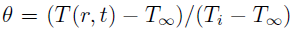 θ = (T(r, t) − T∞)/(Ti − T∞)